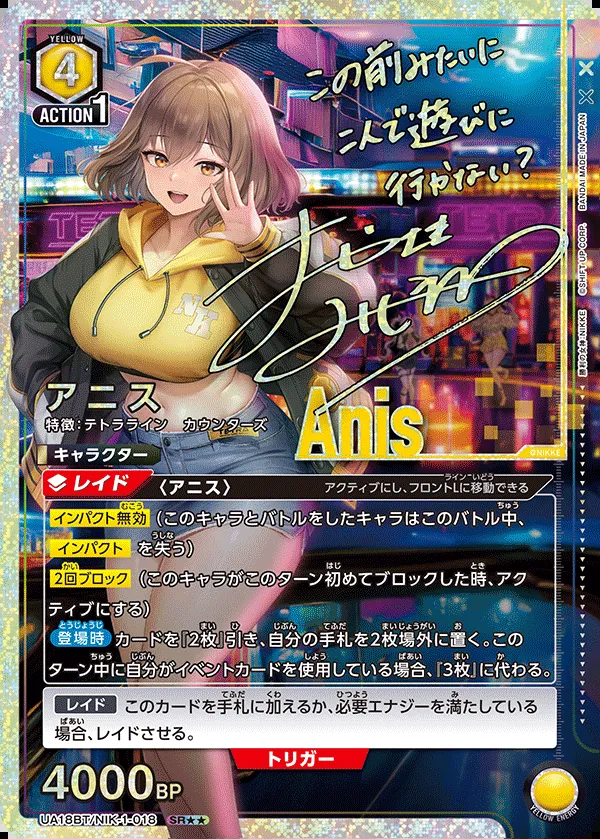 YELLOW
4
ACTION 1
この前みたいに
二人で遊びに
行かない?
BANDAI MADE IN JAPAN
©SHIFT UP CORP.
勝利の女神:NIKKE
TETRA
NK
アニス
特徴:テトラライン カウンターズ
Anis
©NIKKE
キャラクター
レイド 〈アニス〉 アクティブにし、フロントLに移動できる
インパクト無効 (このキャラとバトルをしたキャラはこのバトル中、
インパクト を失う)
2回ブロック (このキャラがこのターン初めてブロックした時、アク
ティブにする)
登場時 カードを『2枚』引き、自分の手札を2枚場外に置く。この
ターン中に自分がイベントカードを使用している場合、『3枚』に代わる。
レイド このカードを手札に加えるか、必要エナジーを満たしている
場合、レイドさせる。
トリガー
4000BP
UA18BT/NIK-1-018 SR★★
YELLOW ENERGY